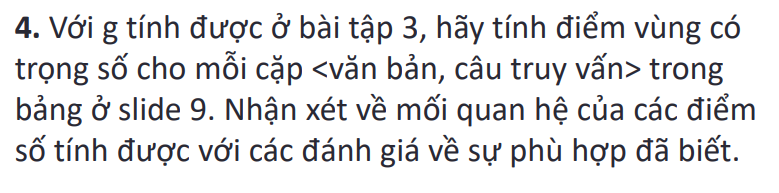 4. Với g tính được ở bài tập 3, hãy tính điểm vùng có
trọng số cho mỗi cặp <văn bản, câu truy vấn> trong
bảng ở slide 9. Nhận xét về mối quan hệ của các điểm
số tính được với các đánh giá về sự phù hợp đã biết.